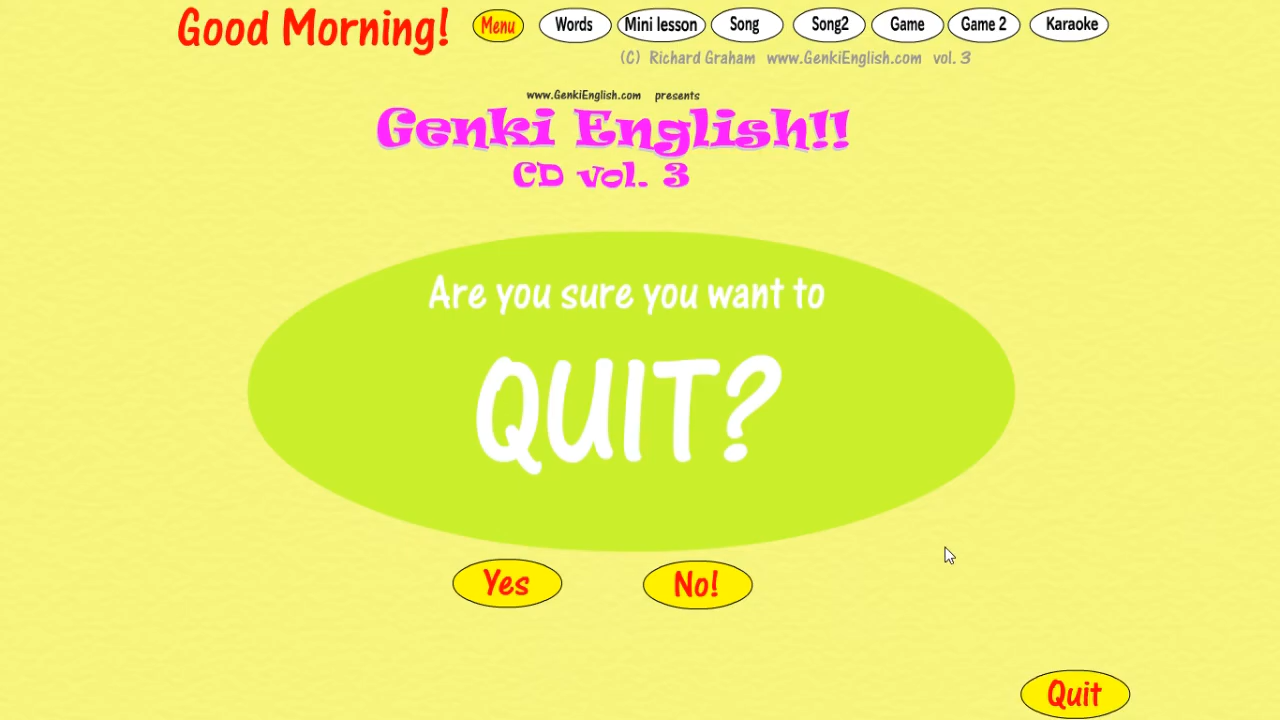 Good Morning! Menu Words Mini lesson Song Song2 Game Game 2 Karaoke
(C) Richard Graham www.GenkiEnglish.com vol. 3
www.GenkiEnglish.com presents
Genki English!!
CD vol. 3
Are you sure you want to
QUIT?
Yes No!
Quit